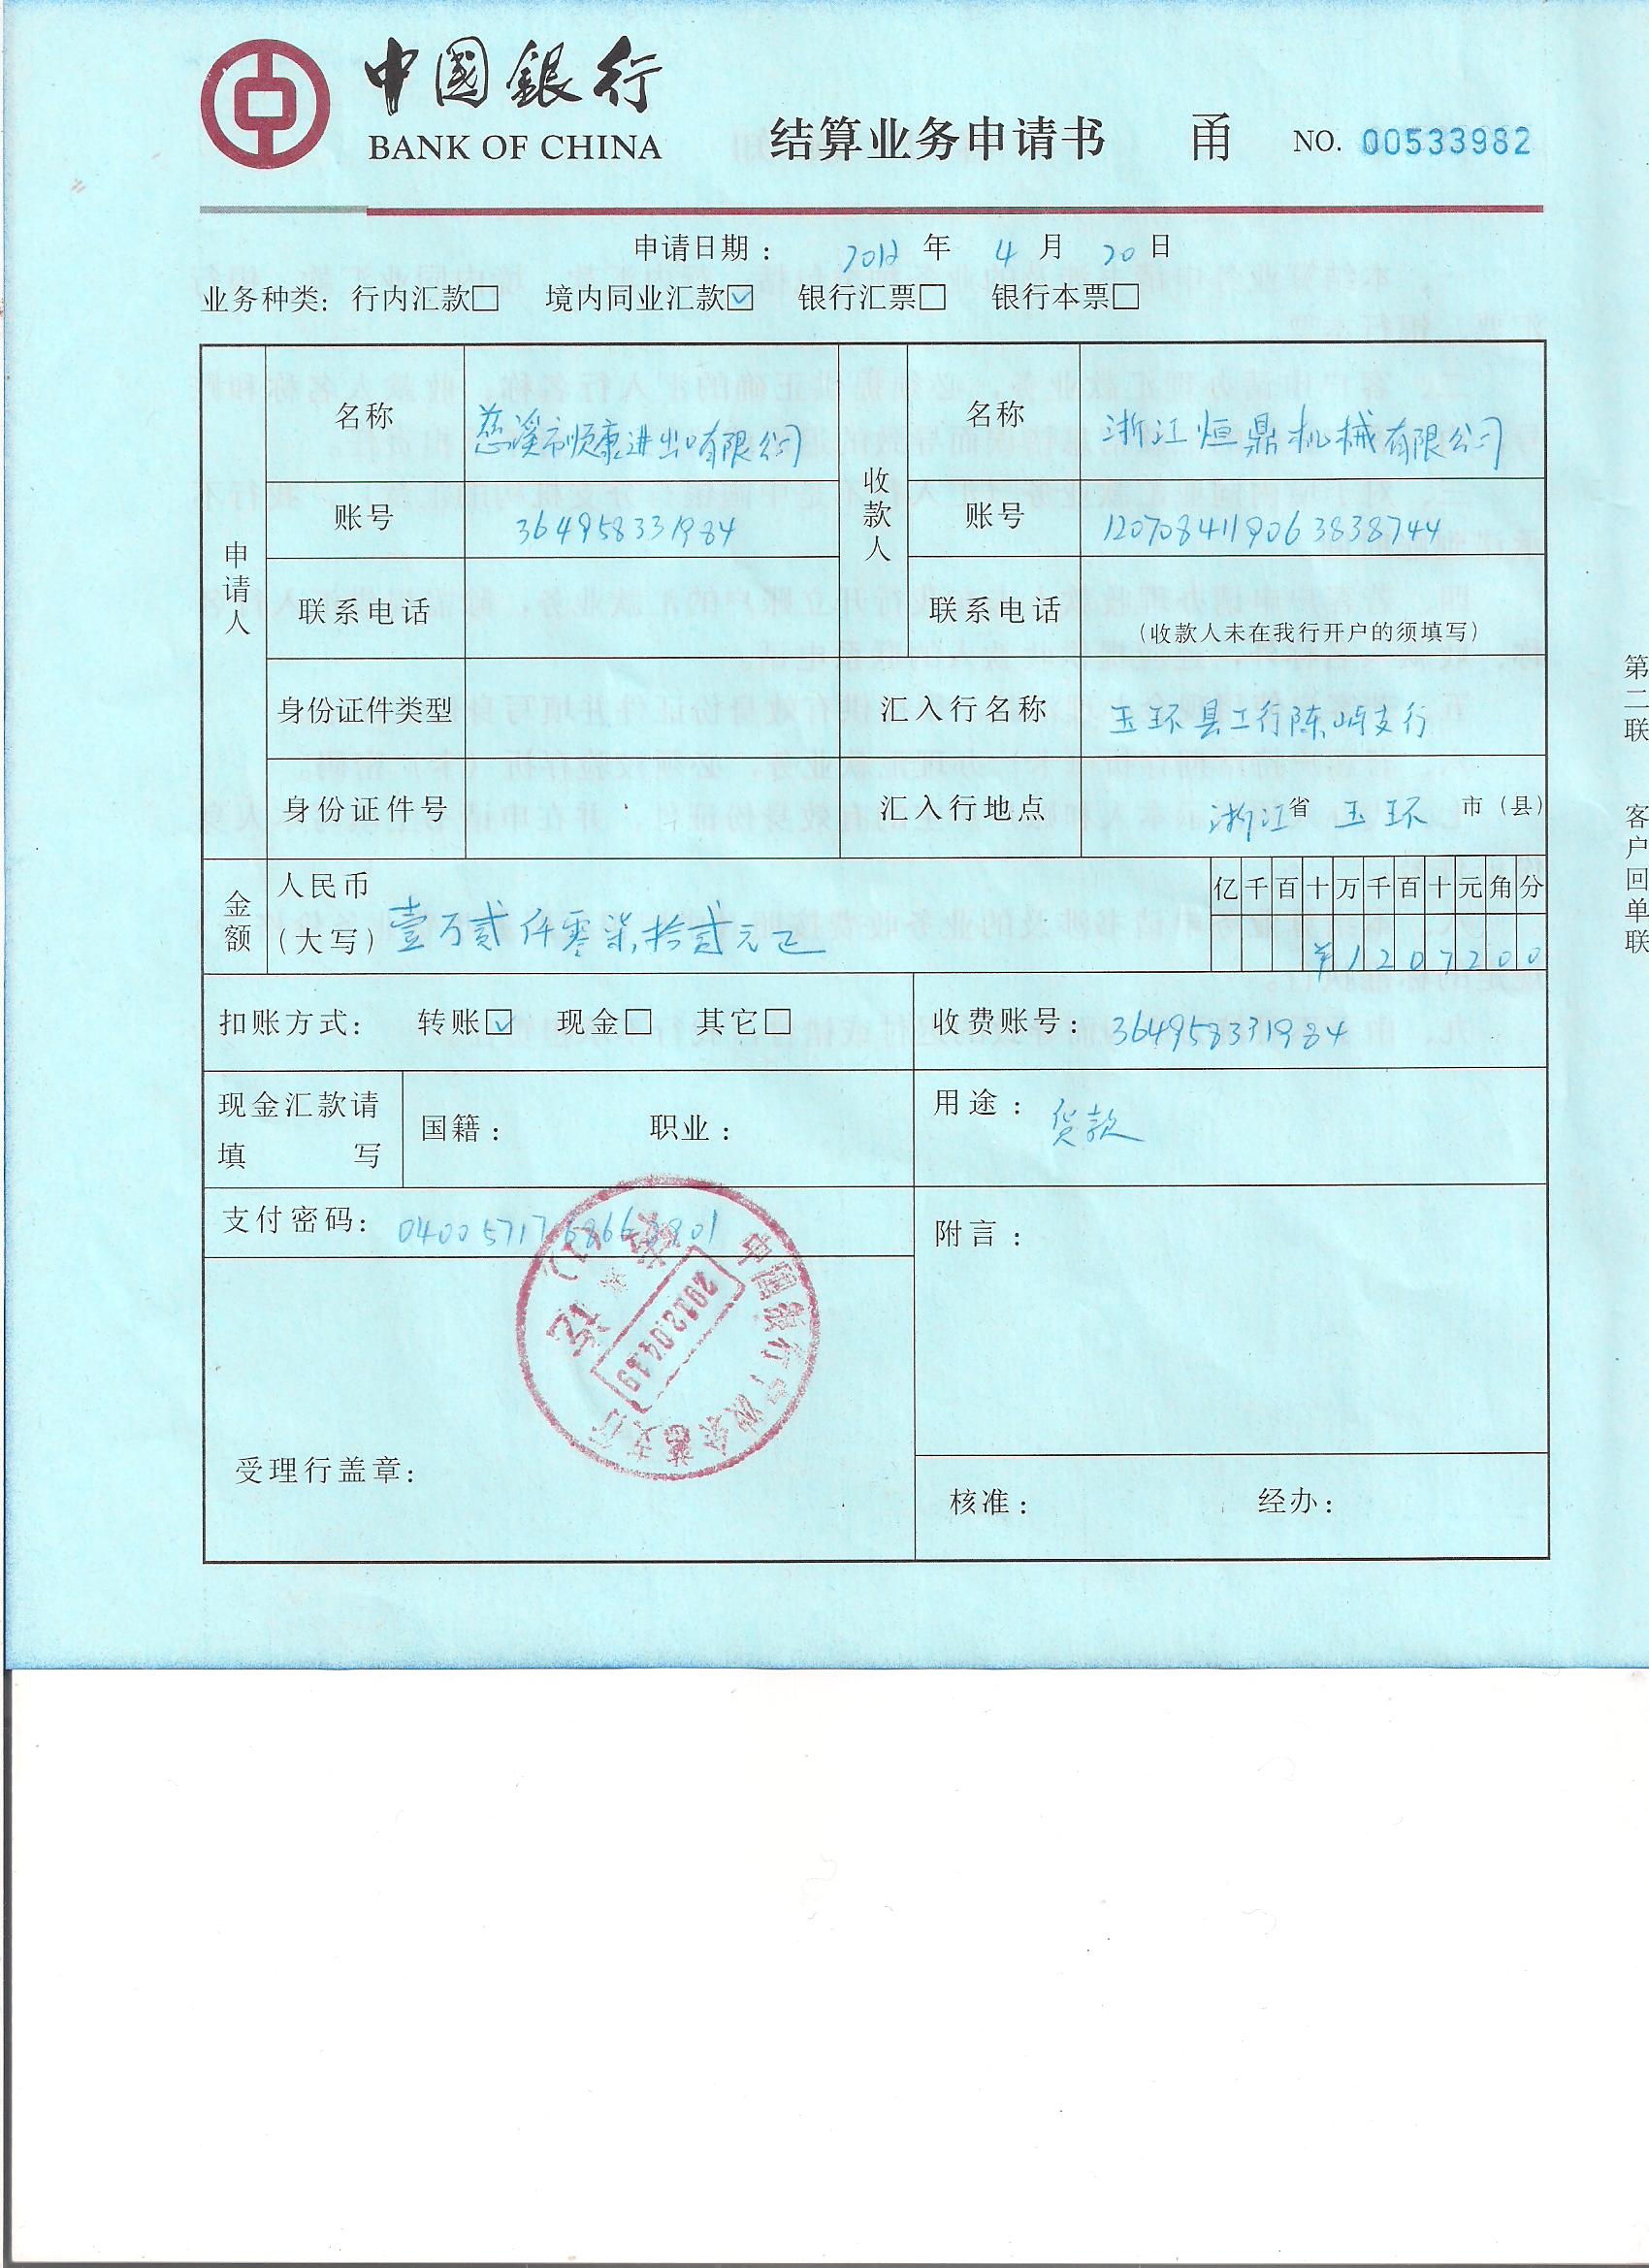 中國銀行
BANK OF CHINA
结算业务申请书 甬 NO. 00533982
申请日期： 2012 年 4 月 20 日
业务种类： 行内汇款□ 境内同业汇款☑ 银行汇票□ 银行本票□
申请人
名称 慈溪市顺康进出口有限公司
账号 364958331984
联系电话
身份证件类型
身份证件号
收款人
名称 浙江恒鼎机械有限公司
账号 1207084119063838744
联系电话 （收款人未在我行开户的须填写）
汇入行名称 玉环县工行陈屿支行
汇入行地点 浙江省 玉环 市（县）
金额 人民币（大写） 壹万贰仟零柒拾贰元正
亿千百十万千百十元角分
¥1207200
扣账方式： 转账☑ 现金□ 其它□
收费账号： 364958331984
现金汇款请填写 国籍： 职业：
用途： 货款
支付密码： 0400571768663901
附言：
中国银行宁波余慈支行
2012.04.19
受理行盖章：
核准： 经办：
第二联 客户回单联